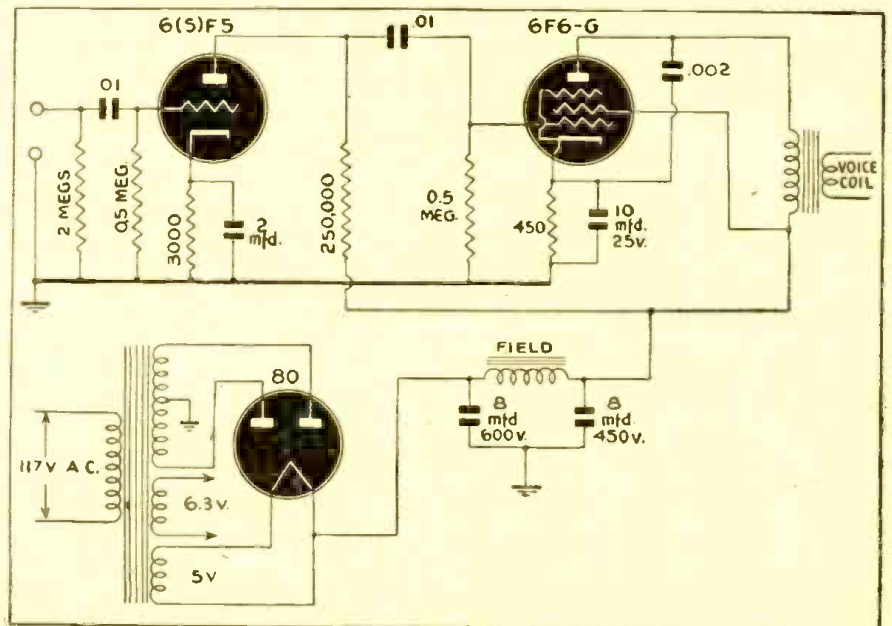 6(S)F5
.01
6F6-G
.002
01
2 MEGS
0.5 MEG.
3000
2
mfd.
250,000
0.5
MEG.
450
10
mfd.
25v.
VOICE
COIL
80
FIELD
8
mfd
600v.
8
mfd
450v.
117V A.C.
6.3v.
5v